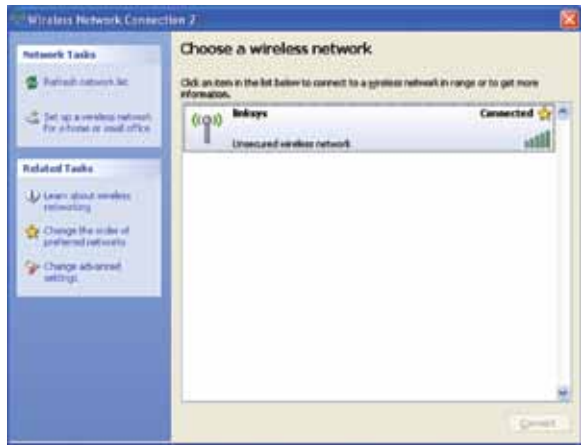 Wireless Network Connection 2
Network Tasks
Refresh network list
Set up a wireless network
for a home or small office
Related Tasks
Learn about wireless
networking
Change the order of
preferred networks
Change advanced
settings
Choose a wireless network
Click an item in the list below to connect to a wireless network in range or to get more
information.
linksys
Connected
Unsecured wireless network
Connect